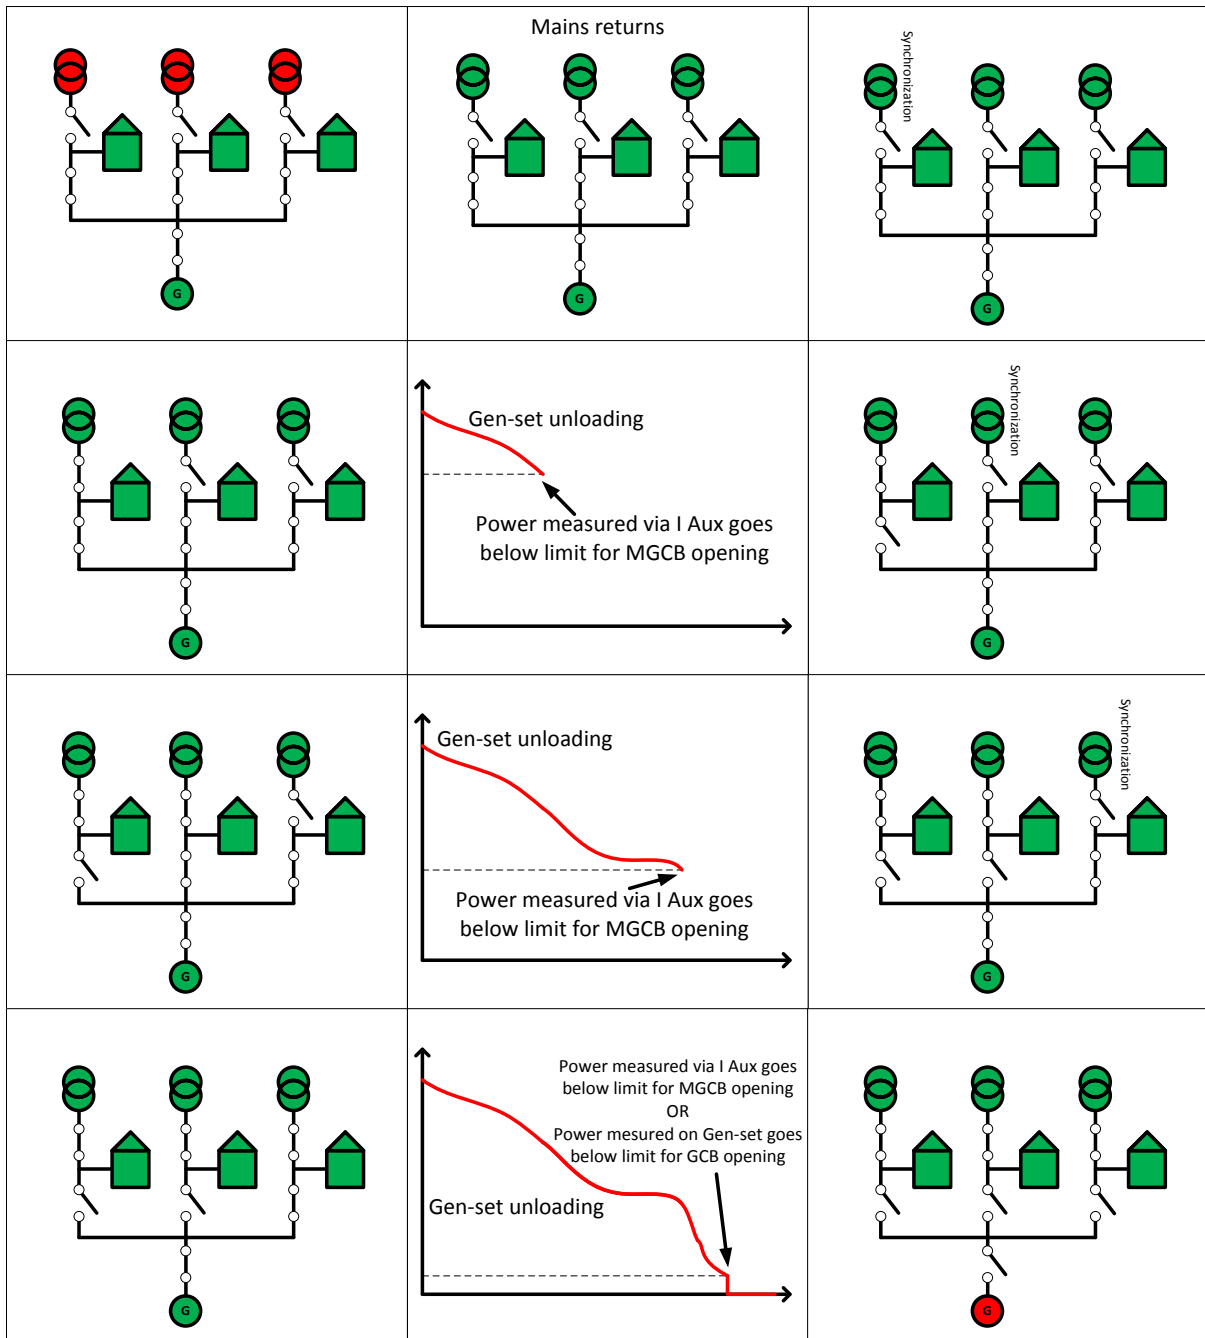 Mains returns
Synchronization
G
G
G
Gen-set unloading
Power measured via I Aux goes
below limit for MGCB opening
Synchronization
G
G
Gen-set unloading
Power measured via I Aux goes
below limit for MGCB opening
Synchronization
G
G
Power measured via I Aux goes
below limit for MGCB opening
OR
Power mesured on Gen-set goes
below limit for GCB opening
Gen-set unloading
G
G